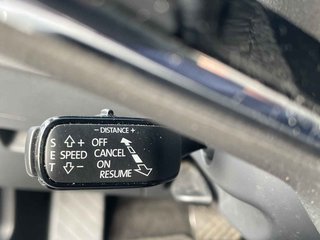 - DISTANCE +
S + OFF
E SPEED CANCEL
T - ON
RESUME